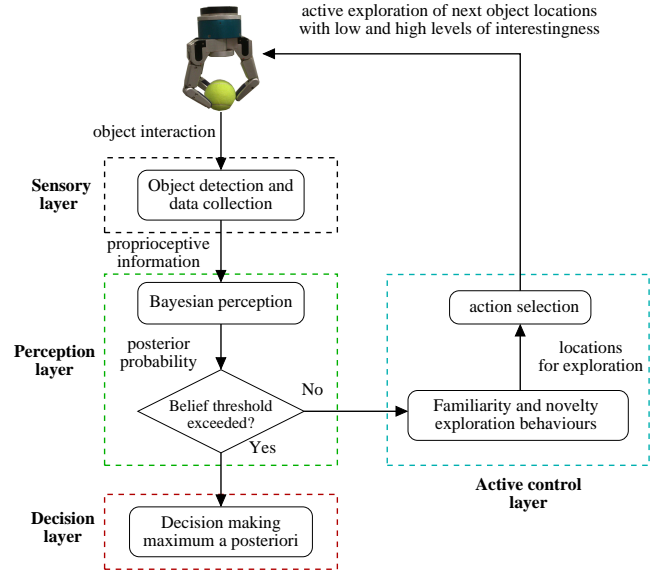 active exploration of next object locations
with low and high levels of interestingness
object interaction
Sensory
layer
Object detection and
data collection
proprioceptive
information
Bayesian perception
action selection
Perception
layer
posterior
probability
locations
for exploration
Belief threshold
exceeded?
No
Familiarity and novelty
exploration behaviours
Yes
Active control
layer
Decision
layer
Decision making
maximum a posteriori